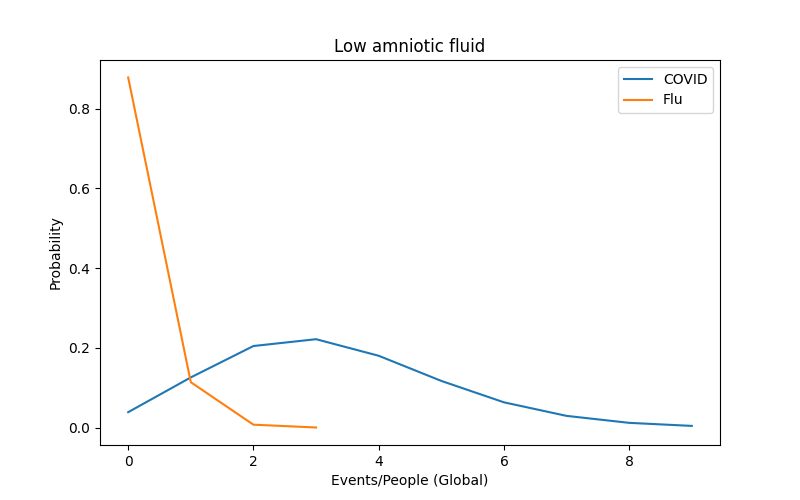 Low amniotic fluid
COVID
Flu
Probability
0.8
0.6
0.4
0.2
0.0
0 2 4 6 8
Events/People (Global)